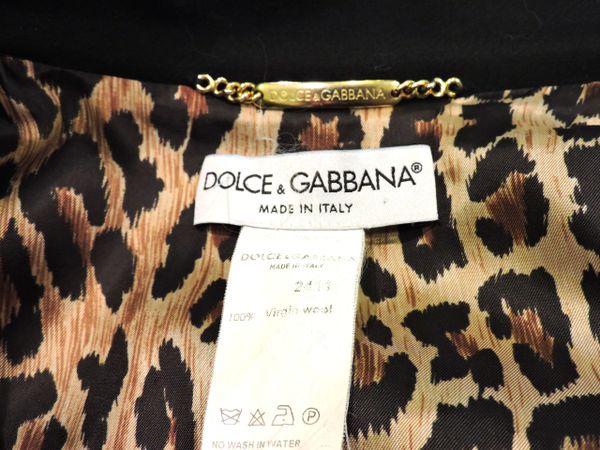 DOLCE & GABBANA
DOLCE & GABBANA®
MADE IN ITALY
DOLCE & GABBANA
MADE IN ITALY
100% Virgin wool
P
NO WASH IN WATER